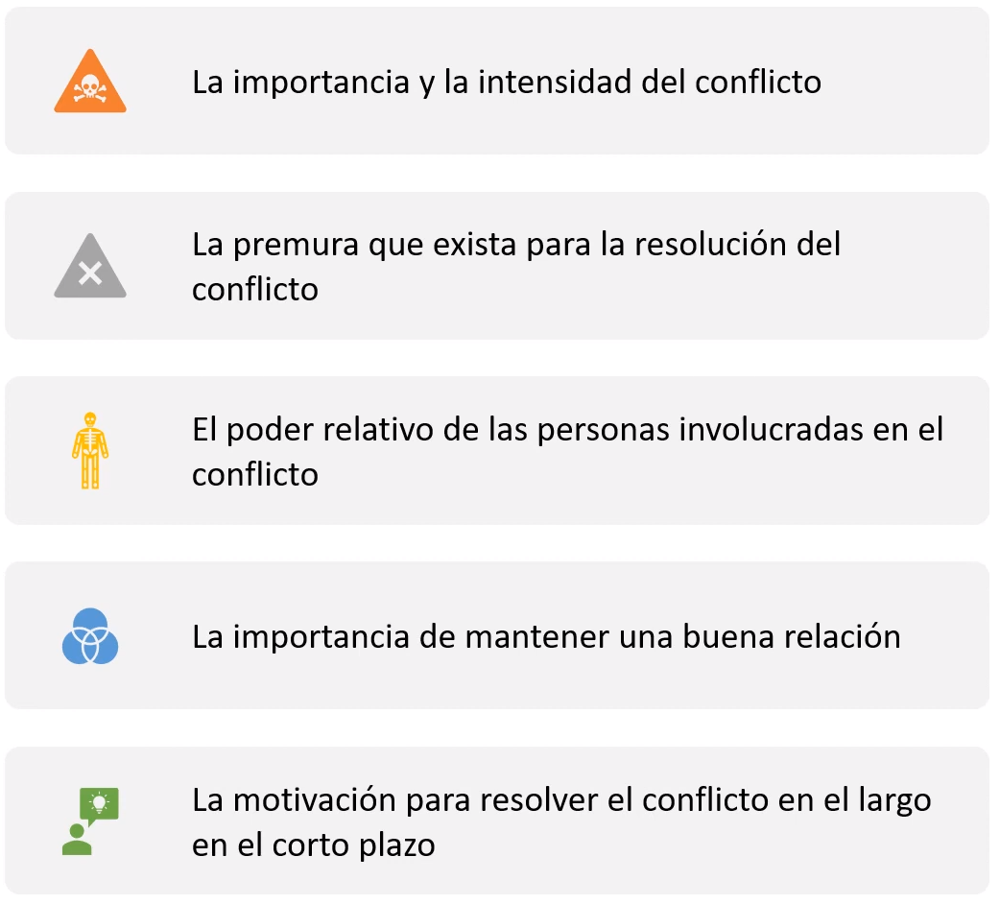 La importancia y la intensidad del conflicto
La premura que exista para la resolución del
conflicto
El poder relativo de las personas involucradas en el
conflicto
La importancia de mantener una buena relación
La motivación para resolver el conflicto en el largo
en el corto plazo